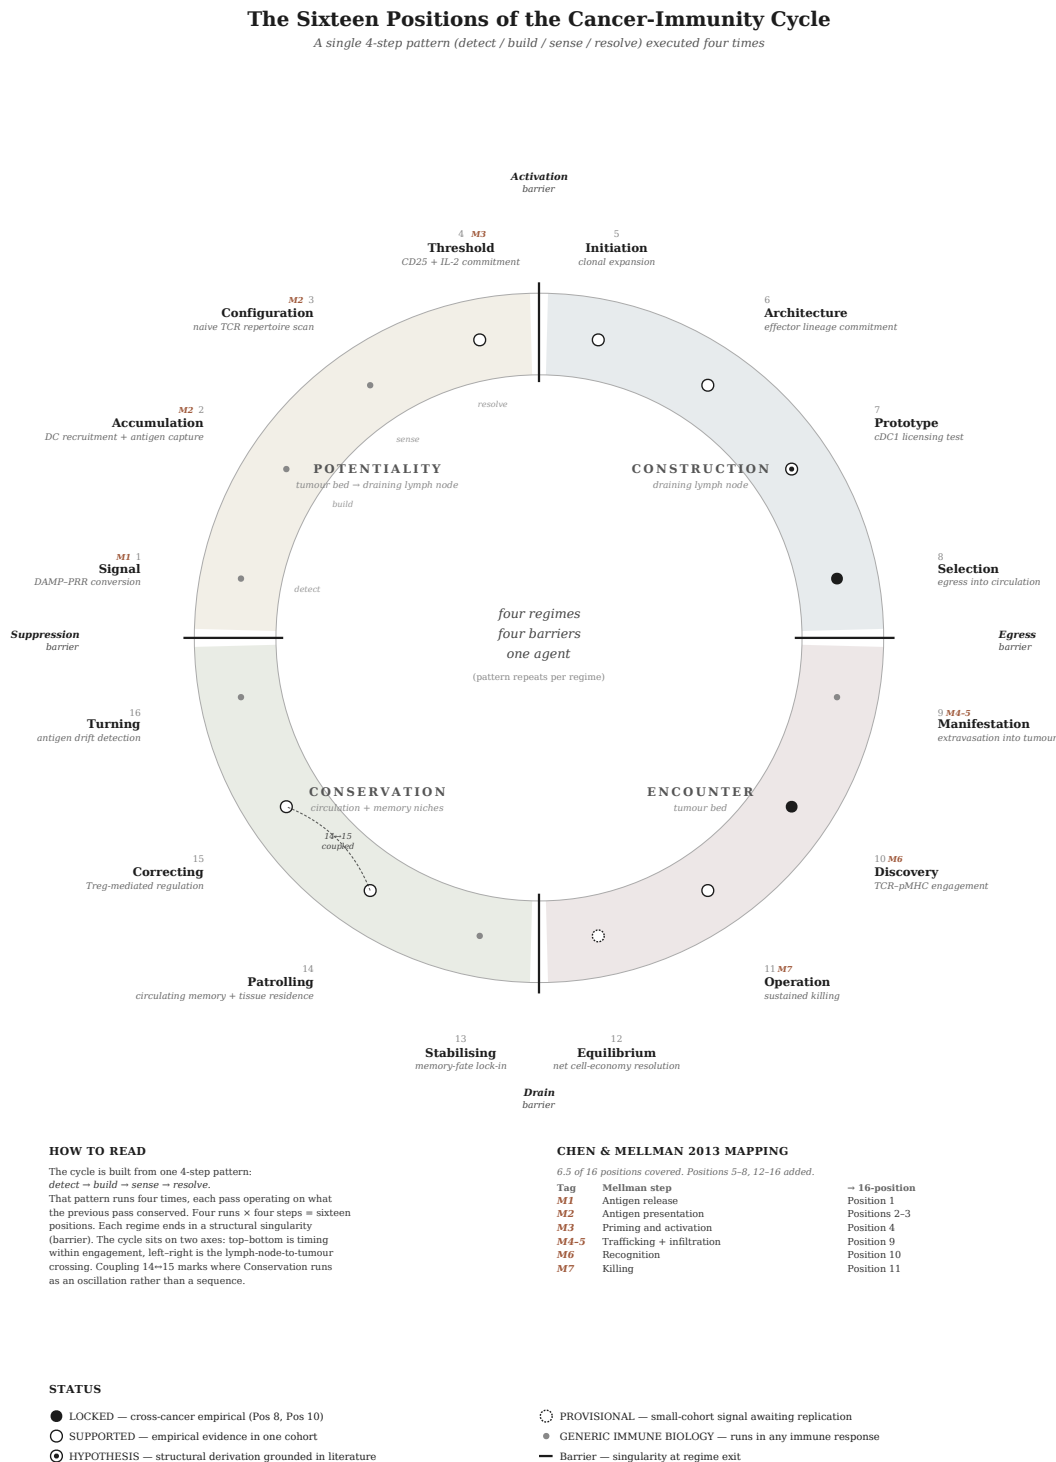 The Sixteen Positions of the Cancer-Immunity Cycle
A single 4-step pattern (detect / build / sense / resolve) executed four times
Activation
barrier
4 M3
Threshold
CD25 + IL-2 commitment
5
Initiation
clonal expansion
M2 3
Configuration
naive TCR repertoire scan
6
Architecture
effector lineage commitment
M2 2
Accumulation
DC recruitment + antigen capture
7
Prototype
cDC1 licensing test
resolve
sense
POTENTIALITY
tumour bed → draining lymph node
build
CONSTRUCTION
draining lymph node
M1 1
Signal
DAMP–PRR conversion
detect
8
Selection
egress into circulation
Suppression
barrier
four regimes
four barriers
one agent
(pattern repeats per regime)
Egress
barrier
16
Turning
antigen drift detection
9 M4–5
Manifestation
extravasation into tumour
CONSERVATION
circulation + memory niches
14↔15
coupled
ENCOUNTER
tumour bed
15
Correcting
Treg-mediated regulation
10 M6
Discovery
TCR–pMHC engagement
14
Patrolling
circulating memory + tissue residence
11 M7
Operation
sustained killing
13
Stabilising
memory-fate lock-in
12
Equilibrium
net cell-economy resolution
Drain
barrier
HOW TO READ
The cycle is built from one 4-step pattern:
detect → build → sense → resolve.
That pattern runs four times, each pass operating on what
the previous pass conserved. Four runs × four steps = sixteen
positions. Each regime ends in a structural singularity
(barrier). The cycle sits on two axes: top–bottom is timing
within engagement, left–right is the lymph-node-to-tumour
crossing. Coupling 14↔15 marks where Conservation runs
as an oscillation rather than a sequence.
CHEN & MELLMAN 2013 MAPPING
6.5 of 16 positions covered. Positions 5–8, 12–16 added.
Tag Mellman step → 16-position
M1 Antigen release Position 1
M2 Antigen presentation Positions 2–3
M3 Priming and activation Position 4
M4–5 Trafficking + infiltration Position 9
M6 Recognition Position 10
M7 Killing Position 11
STATUS
LOCKED — cross-cancer empirical (Pos 8, Pos 10)
SUPPORTED — empirical evidence in one cohort
HYPOTHESIS — structural derivation grounded in literature
PROVISIONAL — small-cohort signal awaiting replication
GENERIC IMMUNE BIOLOGY — runs in any immune response
Barrier — singularity at regime exit